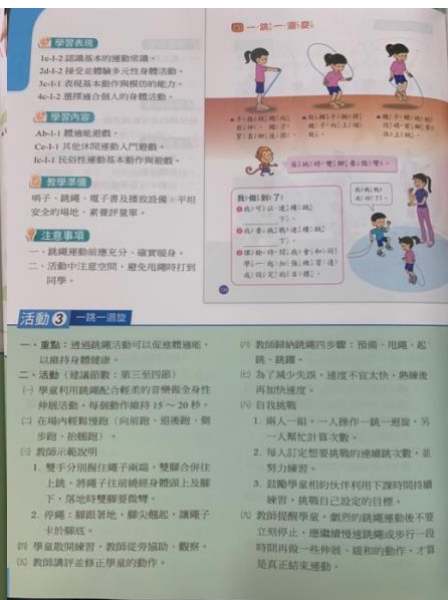 學習表現
1c-I-2 認識基本的運動常識。
2d-I-2 接受並體驗多元性身體活動。
3c-I-1 表現基本動作與模仿的能力。
4c-I-2 選擇適合個人的身體活動。
學習內容
Ab-I-1 體適能遊戲。
Ce-I-1 其他休閒運動入門遊戲。
Ic-I-1 民俗性運動基本動作與遊戲。
教學準備
哨子、跳繩、電子書及播放設備、平坦
安全的場地、素養評量單。
注意事項
一、跳繩運動前應充分、確實暖身。
二、活動中注意空間,避免甩繩時打到
同學。
一跳一迴旋
落地時雙腳要微彎。
我做到了:
下。
下。
活動3 一跳一迴旋
一、重點:透過跳繩活動可以促進體適能,
以維持身體健康。
二、活動(建議節數:第三至四節)
㈠ 學童利用跳繩配合輕柔的音樂做全身性
伸展活動,每個動作維持 15～20 秒。
㈡ 在場內輕鬆慢跑(向前跑、退後跑、側
步跑、抬腿跑)。
㈢ 教師示範說明
1. 雙手分別握住繩子兩端,雙腳合併往
上跳,將繩子往前繞經身體頭上及腳
下,落地時雙腳要微彎。
2. 停繩:腳跟著地,腳尖翹起,讓繩子
卡於腳底。
㈣ 學童散開練習,教師從旁協助、觀察。
㈤ 教師講評並修正學童的動作。
㈥ 教師歸納跳繩四步驟:預備、甩繩、起
跳、跳躍。
㈦ 為了減少失誤,速度不宜太快,熟練後
再加快速度。
㈧ 自我挑戰
1. 兩人一組,一人操作一跳一迴旋,另
一人幫忙計算次數。
2. 每人訂定想要挑戰的連續跳次數,並
努力練習。
3. 鼓勵學童相約伙伴利用下課時間持續
練習,挑戰自己設定的目標。
㈨ 教師提醒學童,劇烈的跳繩運動後不要
立刻停止,應繼續慢速跳繩或步行一段
時間再做一些伸展、緩和的動作,才算
是真正結束運動。